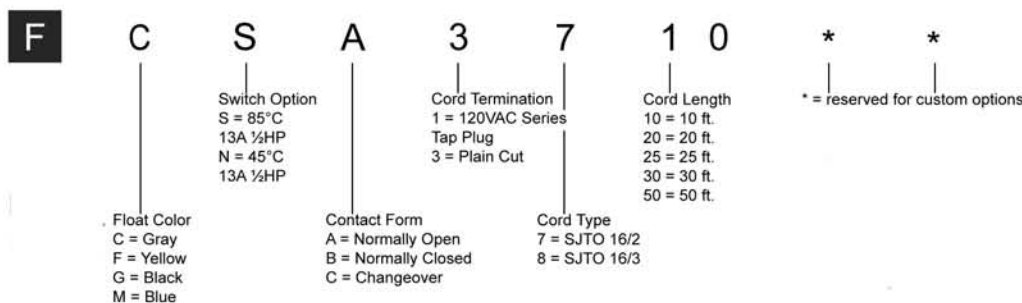 F C S A 3 7 1 0 * *
Switch Option
S = 85°C
13A ½HP
N = 45°C
13A ½HP
Cord Termination
1 = 120VAC Series
Tap Plug
3 = Plain Cut
Cord Length
10 = 10 ft.
20 = 20 ft.
25 = 25 ft.
30 = 30 ft.
50 = 50 ft.
* = reserved for custom options
Float Color
C = Gray
F = Yellow
G = Black
M = Blue
Contact Form
A = Normally Open
B = Normally Closed
C = Changeover
Cord Type
7 = SJTO 16/2
8 = SJTO 16/3